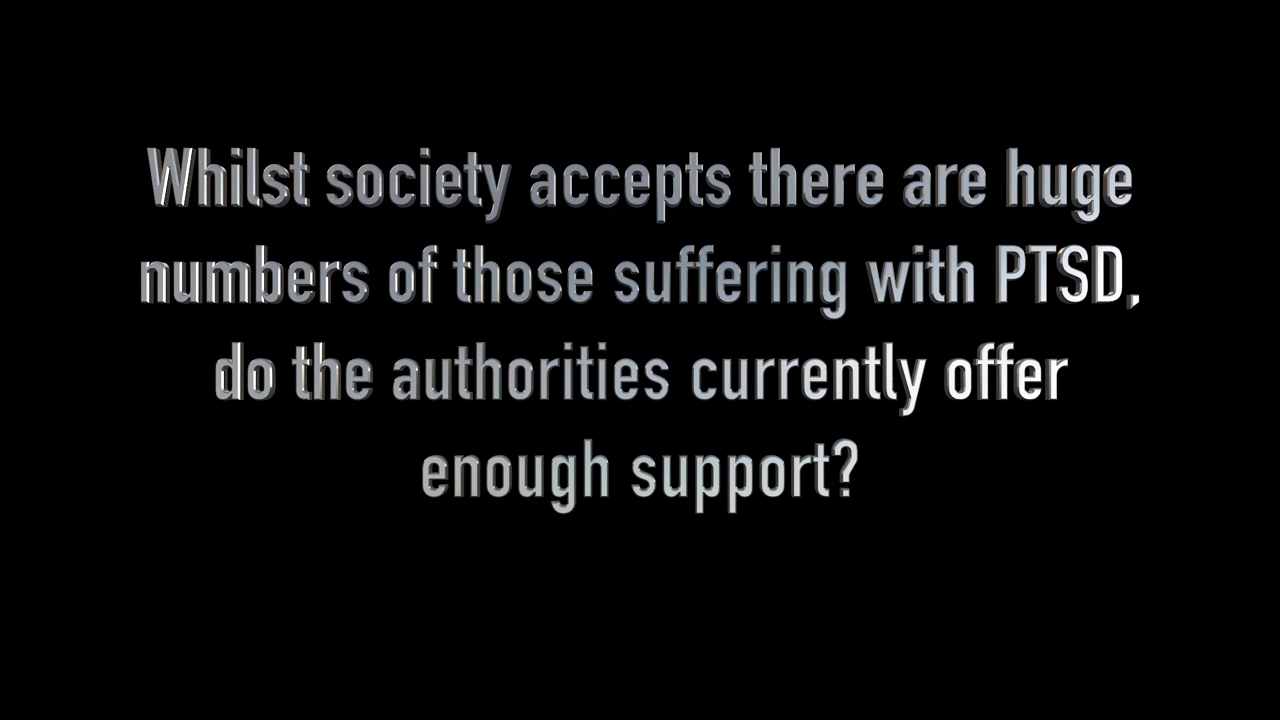 Whilst society accepts there are huge
numbers of those suffering with PTSD,
do the authorities currently offer
enough support?